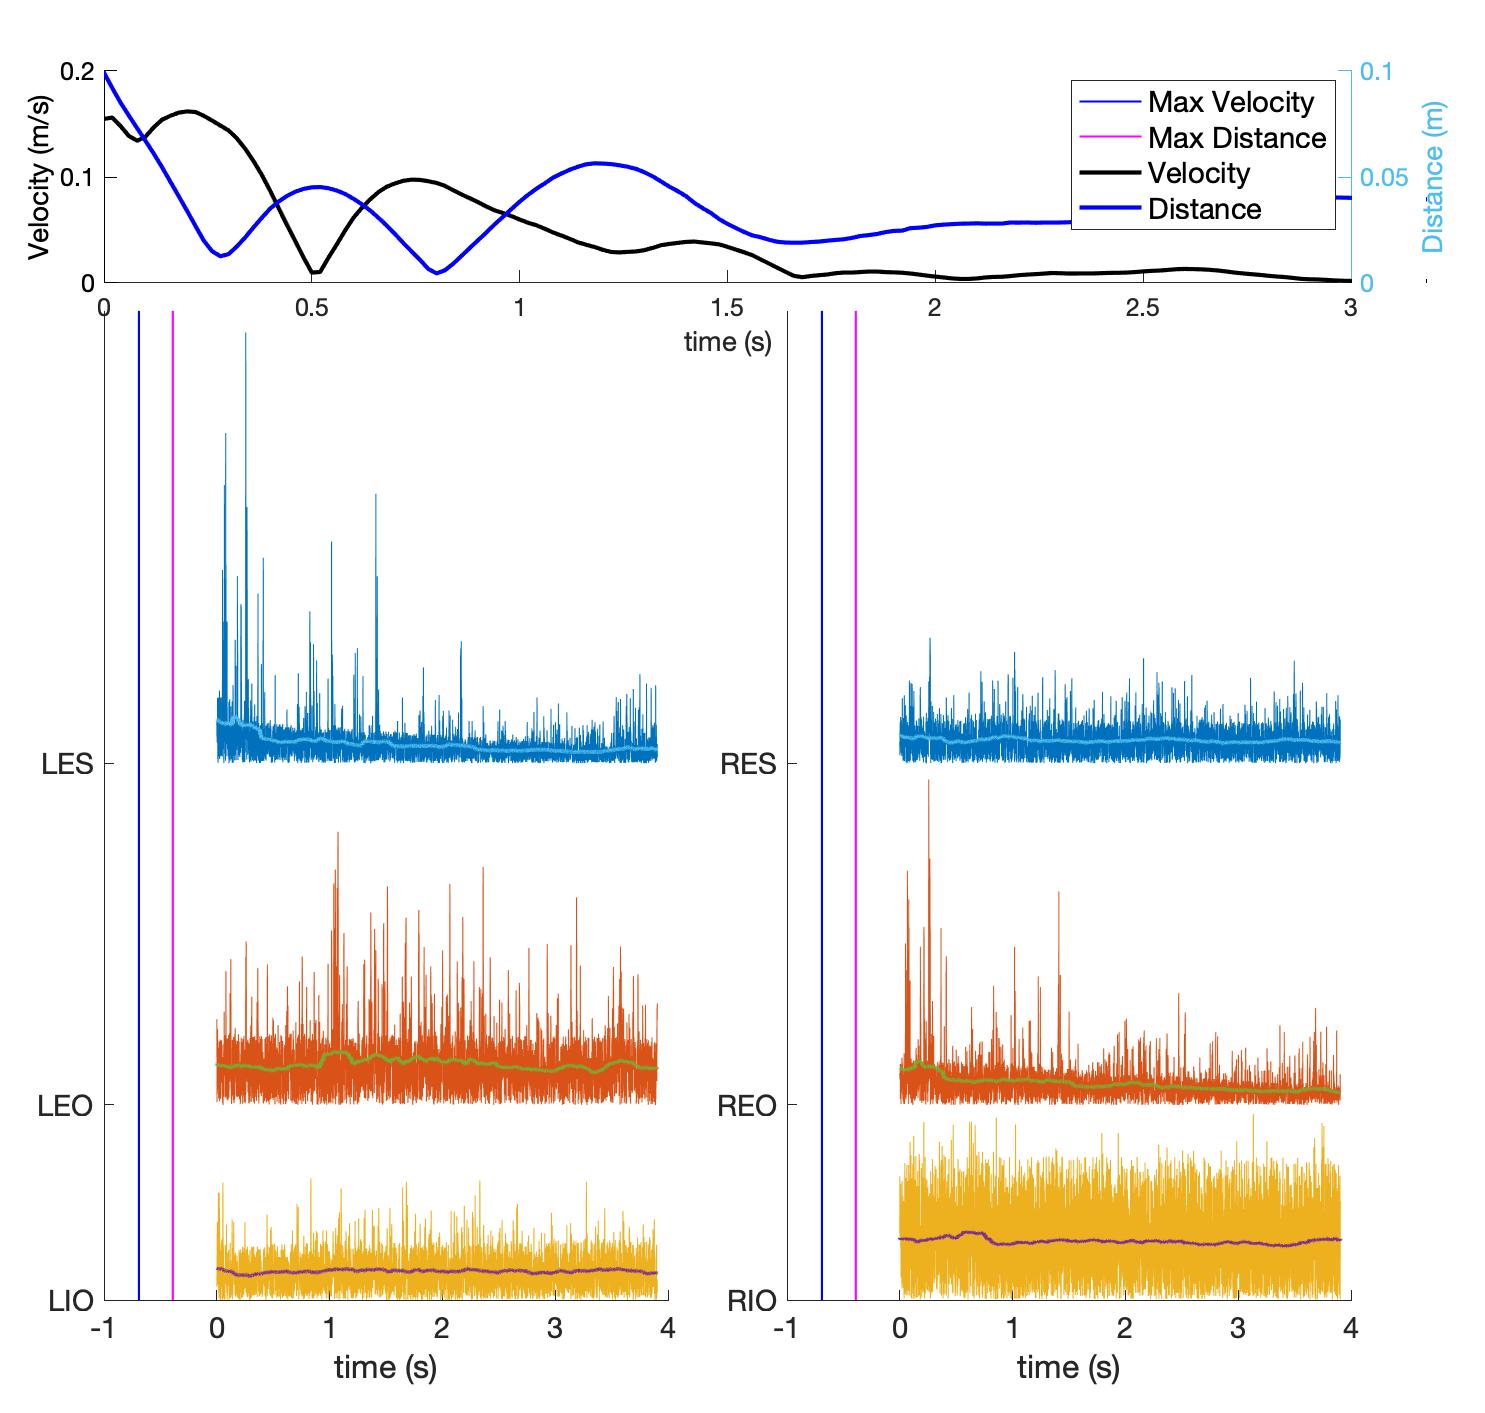 0.2
0.1
0
Velocity (m/s)
0.1
0.05
0
Distance (m)
Max Velocity
Max Distance
Velocity
Distance
0 0.5 1 1.5 2 2.5 3
time (s)
LES
LEO
LIO
-1 0 1 2 3 4
time (s)
RES
REO
RIO
-1 0 1 2 3 4
time (s)